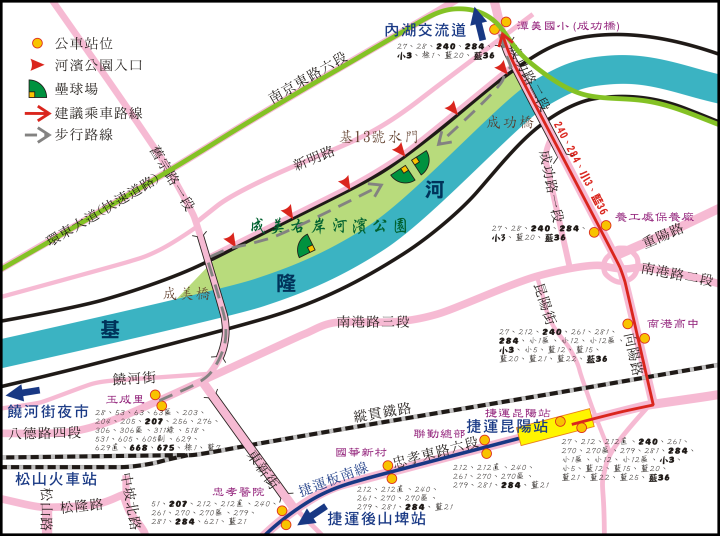 公車站位
河濱公園入口
壘球場
建議乘車路線
步行路線
內湖交流道
潭美國小 (成功橋)
27、28、240、284、
小3、棕1、藍20、藍36
南京東路六段
成功路一段
舊宗路一段
新明路
基13號水門
成功橋
河
240、284、小3、藍36
成功路一段
環東大道(快速道路)
成美右岸河濱公園
養工處保養廠
27、28、240、284、
小3、藍20、藍36
重陽路
成美橋
隆
南港路二段
昆陽街
基
南港路三段
南港高中
27、212、240、261、281、
284、小1區、小12、小12區、
小3、小5、藍12、藍15、
藍20、藍21、藍22、藍36
向陽路
饒河街
玉成里
饒河街夜市
28、53、63、63區、203、
204、205、207、256、276、
306、306區、311綠、518、
531、605、605副、629、
629直、668、675、棕1、藍7
縱貫鐵路
捷運昆陽站
捷運昆陽站
八德路四段
聯勤總部
國華新村
忠孝東路六段
27、212、212直、240、261、
270、270區、279、281、284、
小1區、小12、小12區、小3、
小5、藍12、藍15、藍20、
藍21、藍22、藍25、藍36
212、212直、240、
261、270、270區、
279、281、284、藍21
松山火車站
東新街
捷運板南線
212、212直、240、
261、270、270區、
279、281、284、藍21
忠孝醫院
51、207、212、212直、240、
261、270、270區、279、
281、284、621、藍21
捷運後山埤站
松山路
松隆路
中坡北路